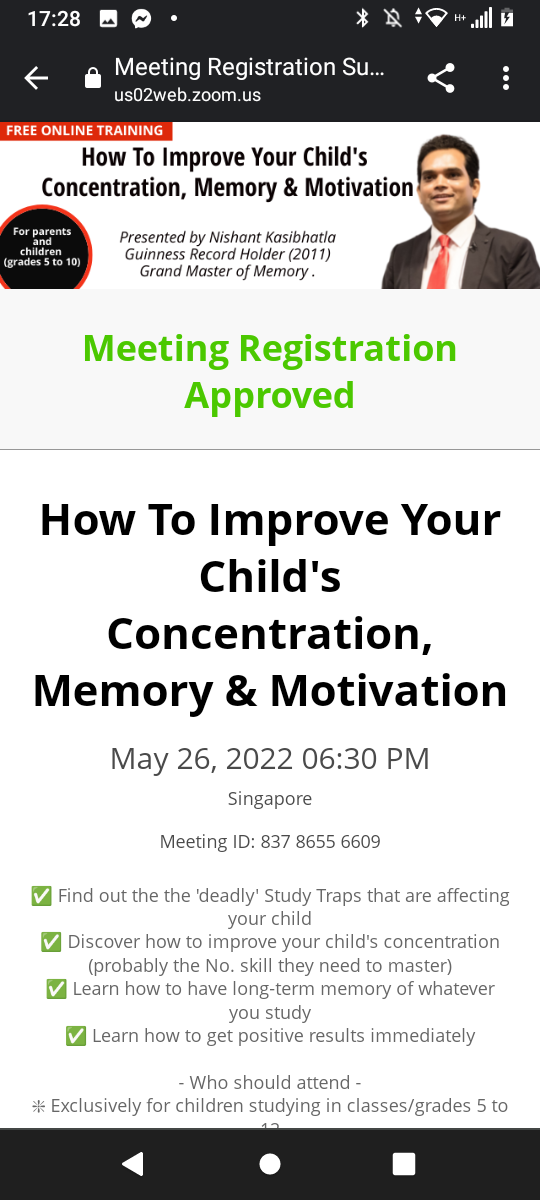 17:28
H+
Meeting Registration Su...
us02web.zoom.us
FREE ONLINE TRAINING
How To Improve Your Child's
Concentration, Memory & Motivation
For parents
and
children
(grades 5 to 10)
Presented by Nishant Kasibhatla
Guinness Record Holder (2011)
Grand Master of Memory .
Meeting Registration
Approved
How To Improve Your
Child's
Concentration,
Memory & Motivation
May 26, 2022 06:30 PM
Singapore
Meeting ID: 837 8655 6609
✅ Find out the the 'deadly' Study Traps that are affecting
your child
✅ Discover how to improve your child's concentration
(probably the No. skill they need to master)
✅ Learn how to have long-term memory of whatever
you study
✅ Learn how to get positive results immediately
- Who should attend -
❇ Exclusively for children studying in classes/grades 5 to